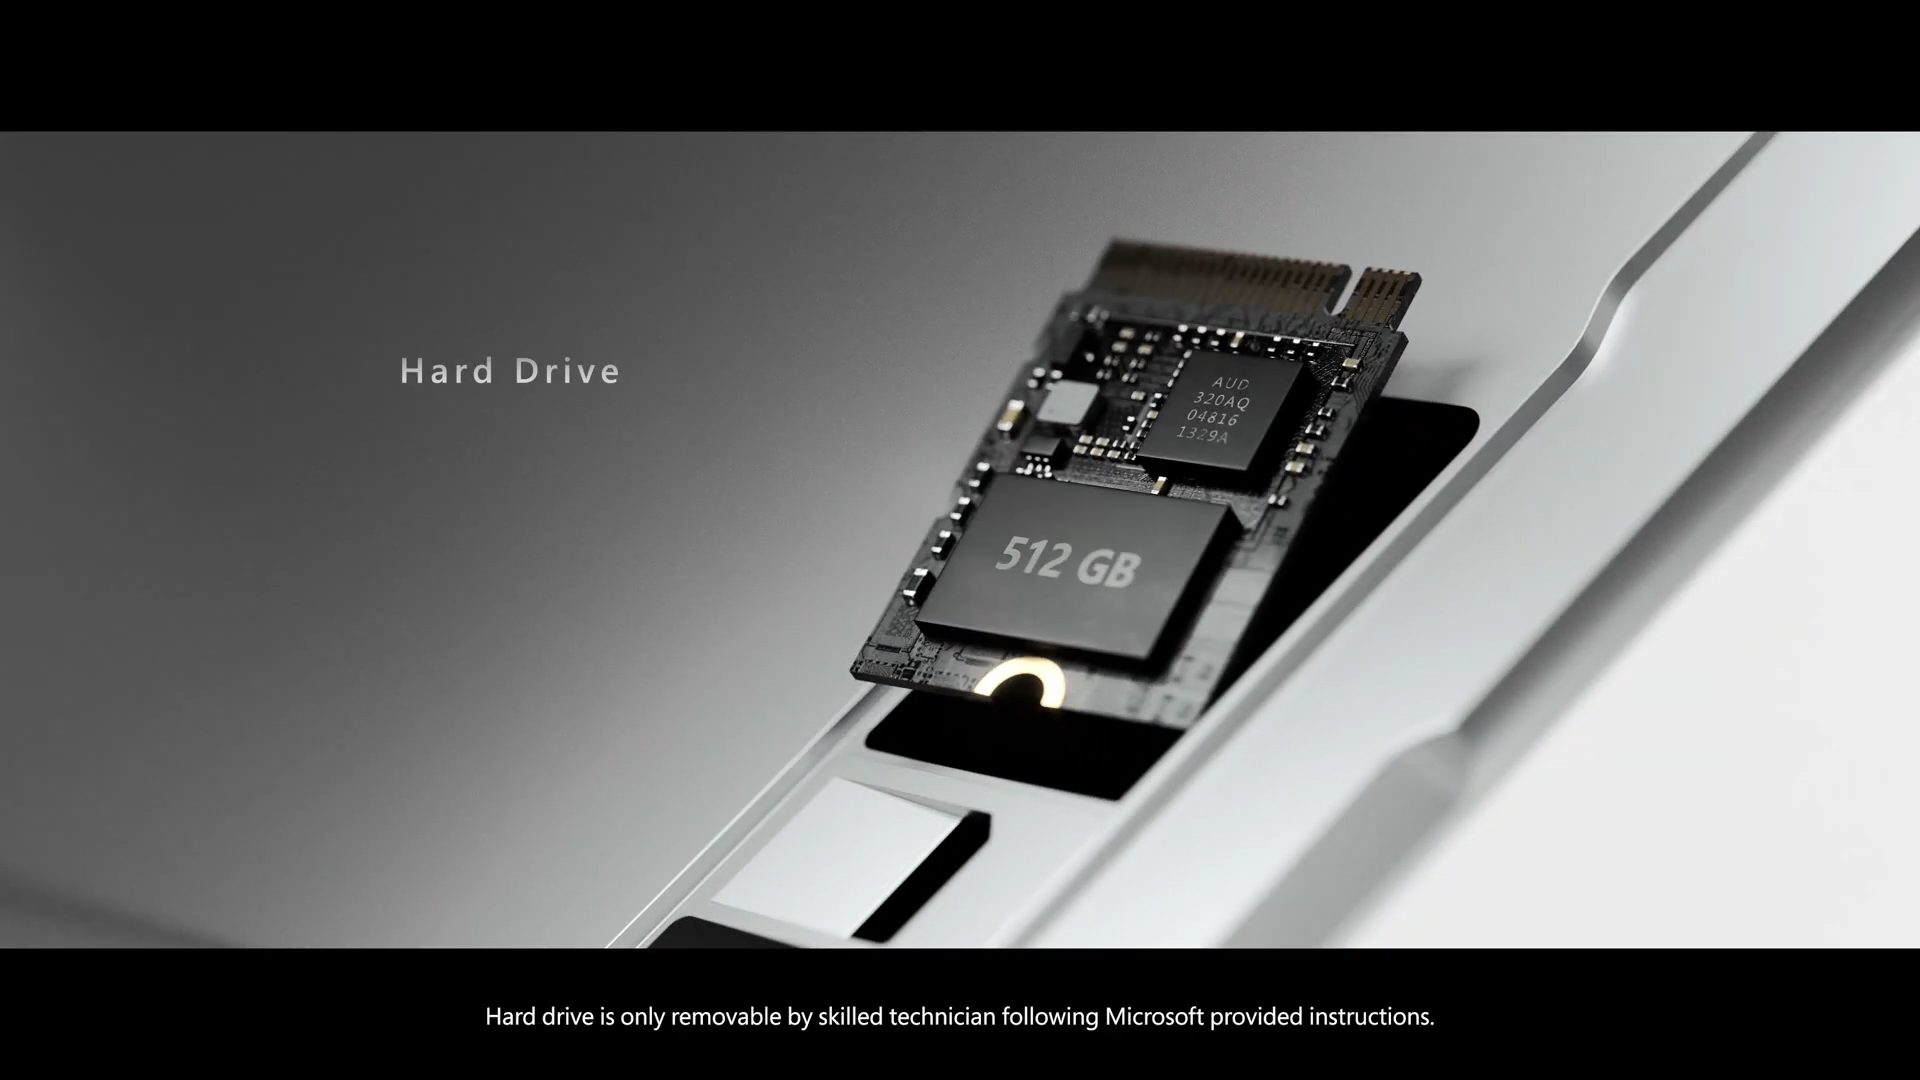 Hard Drive
AUD
320AQ
04816
1329A
512 GB
Hard drive is only removable by skilled technician following Microsoft provided instructions.